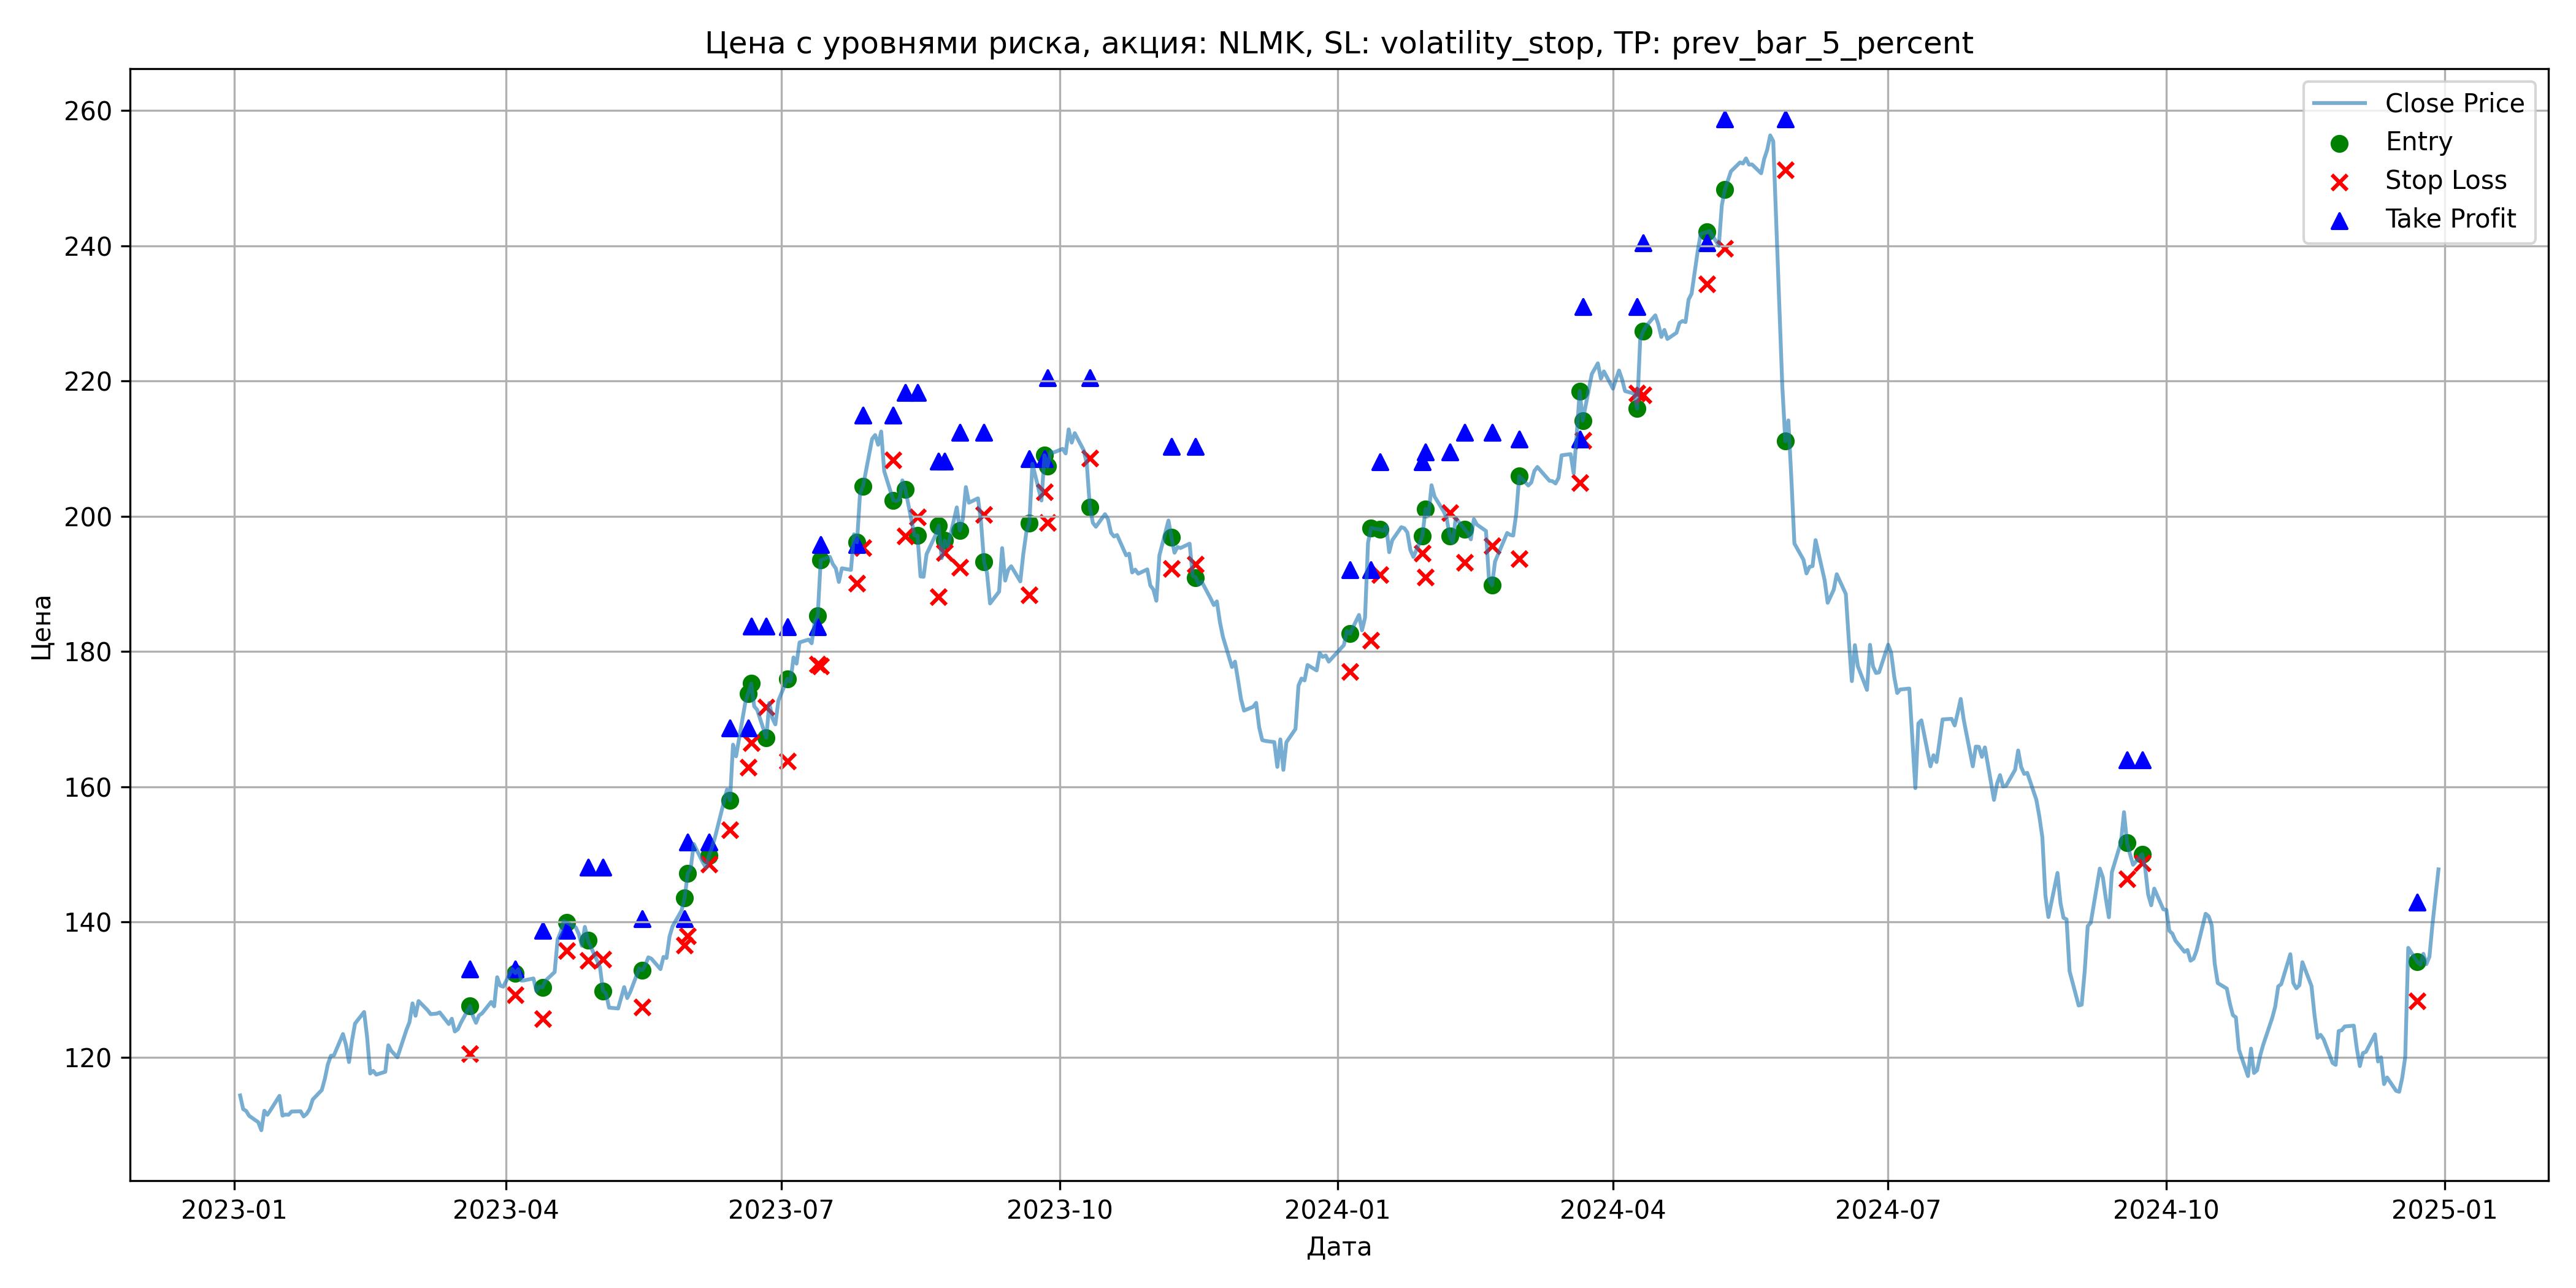 Цена с уровнями риска, акция: NLMK, SL: volatility_stop, TP: prev_bar_5_percent
Close Price
Entry
Stop Loss
Take Profit
260
240
220
200
180
160
140
120
Цена
2023-01
2023-04
2023-07
2023-10
2024-01
2024-04
2024-07
2024-10
2025-01
Дата